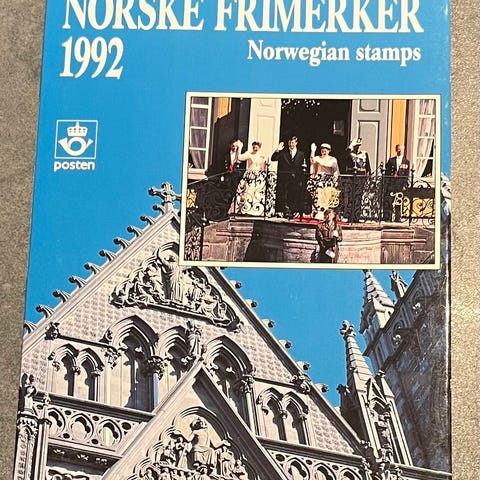 NORSKE FRIMERKER
1992
Norwegian stamps
posten